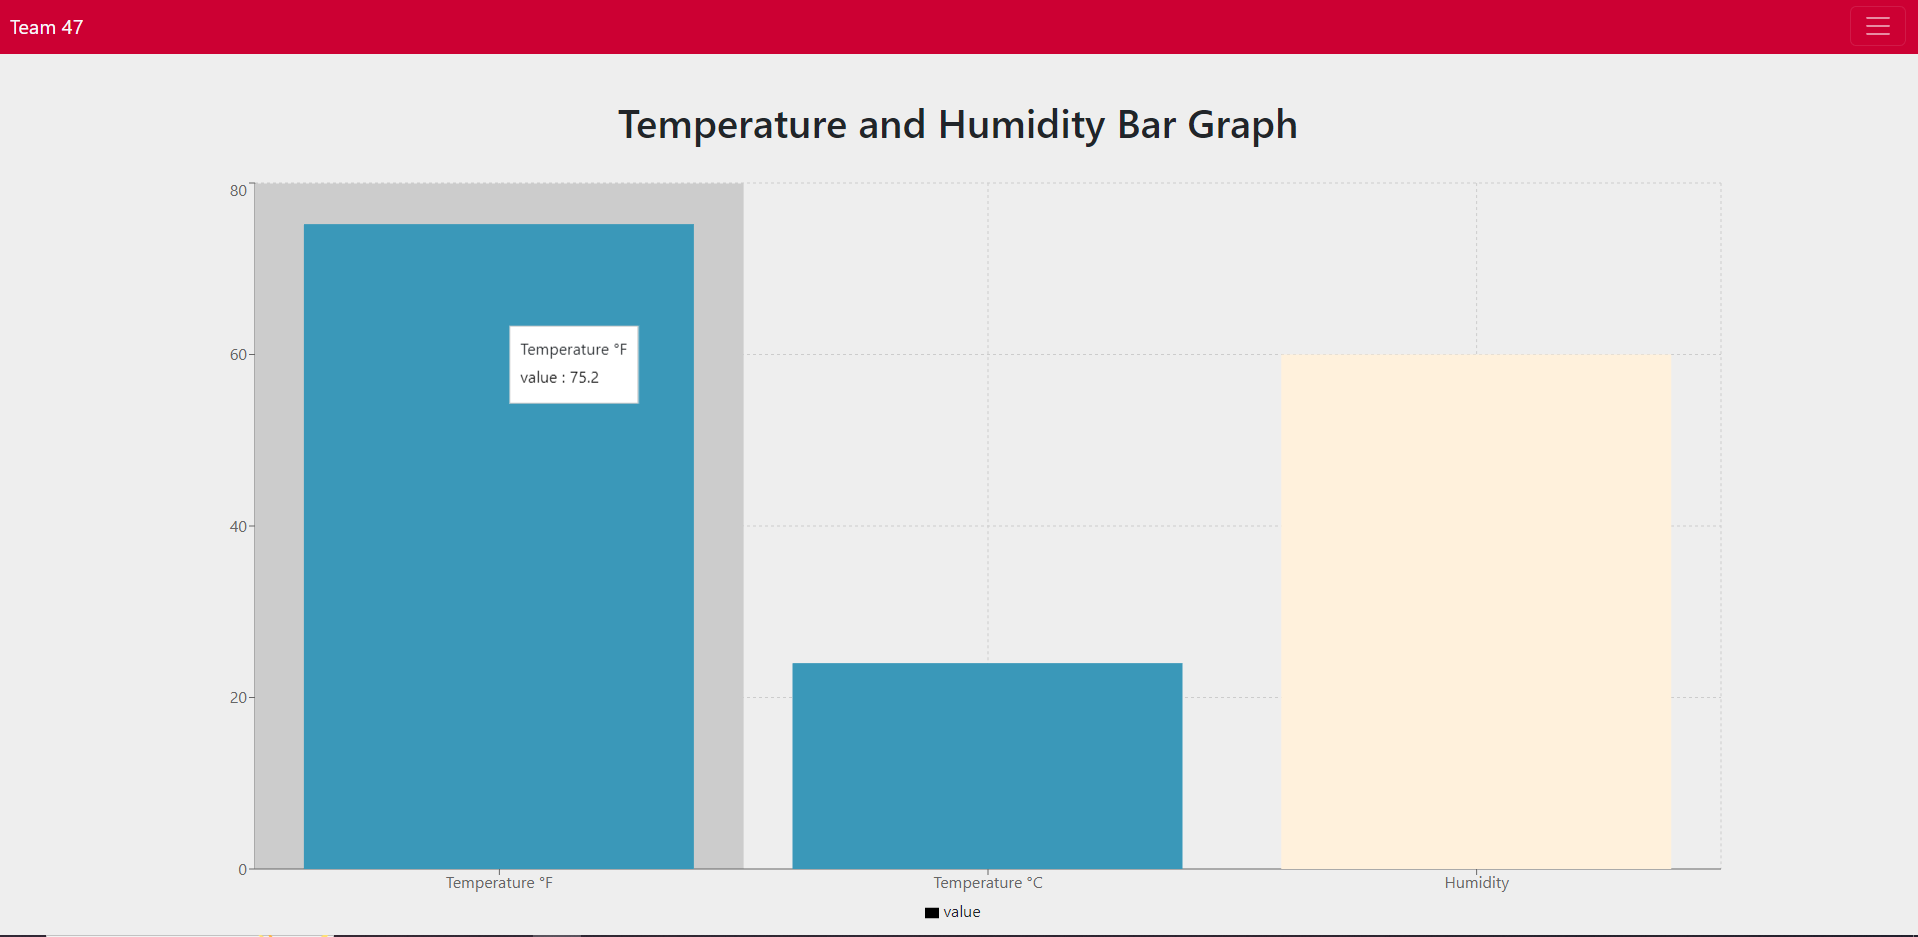 Team 47
Temperature and Humidity Bar Graph
80
60
40
20
0
Temperature °F
value : 75.2
Temperature °F
Temperature °C
Humidity
value